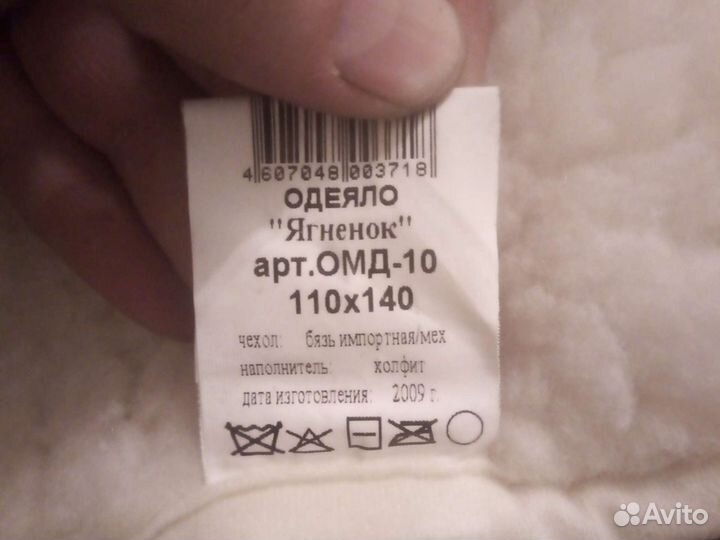 4 607048 003718
ОДЕЯЛО
"Ягненок"
арт.ОМД-10
110х140
чехол: бязь импортная/мех
наполнитель: холфит
дата изготовления: 2009 г.
Avito